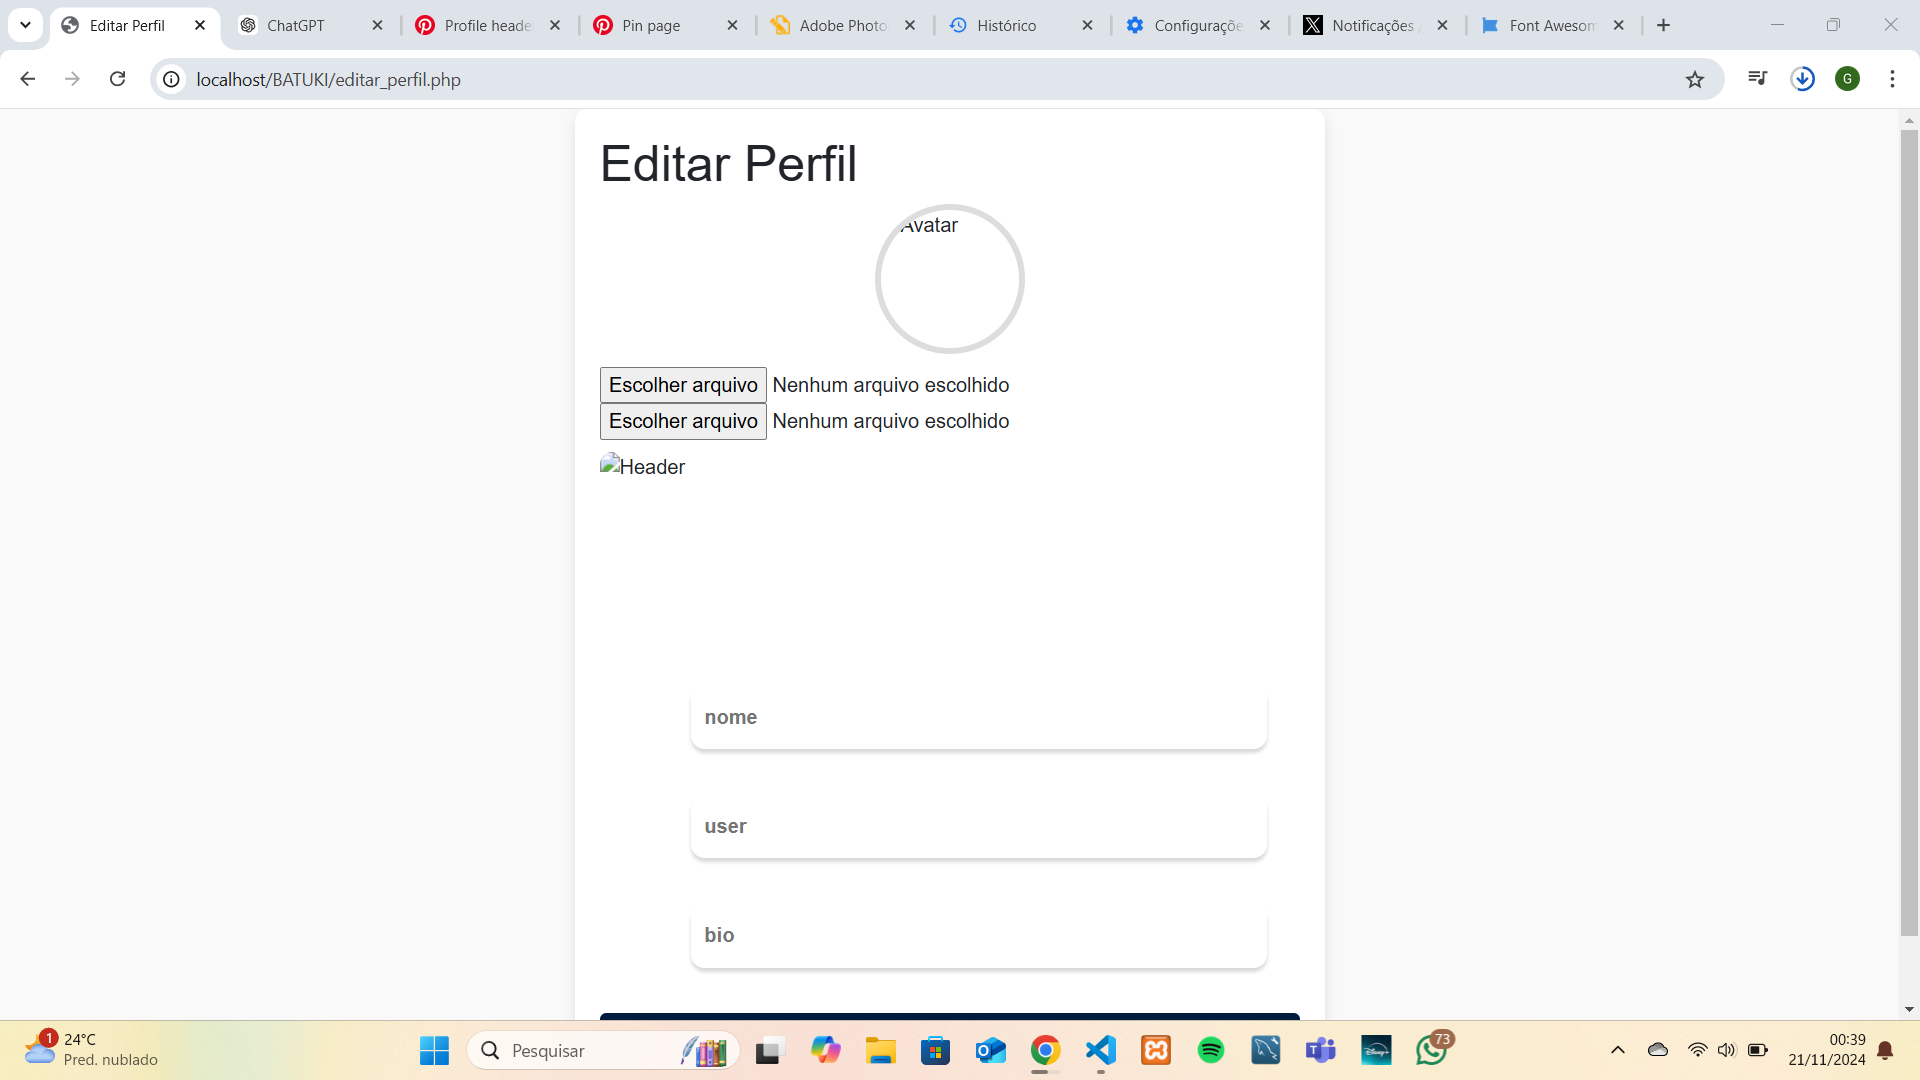 Editar Perfil
ChatGPT
Profile heade
Pin page
Adobe Photo
Histórico
Configuraçõe
Notificações /
Font Awesom
localhost/BATUKI/editar_perfil.php
G
Editar Perfil
Avatar
Escolher arquivo Nenhum arquivo escolhido
Escolher arquivo Nenhum arquivo escolhido
Header
nome
user
bio
1
24°C
Pred. nublado
Pesquisar
Disney+
73
00:39
21/11/2024